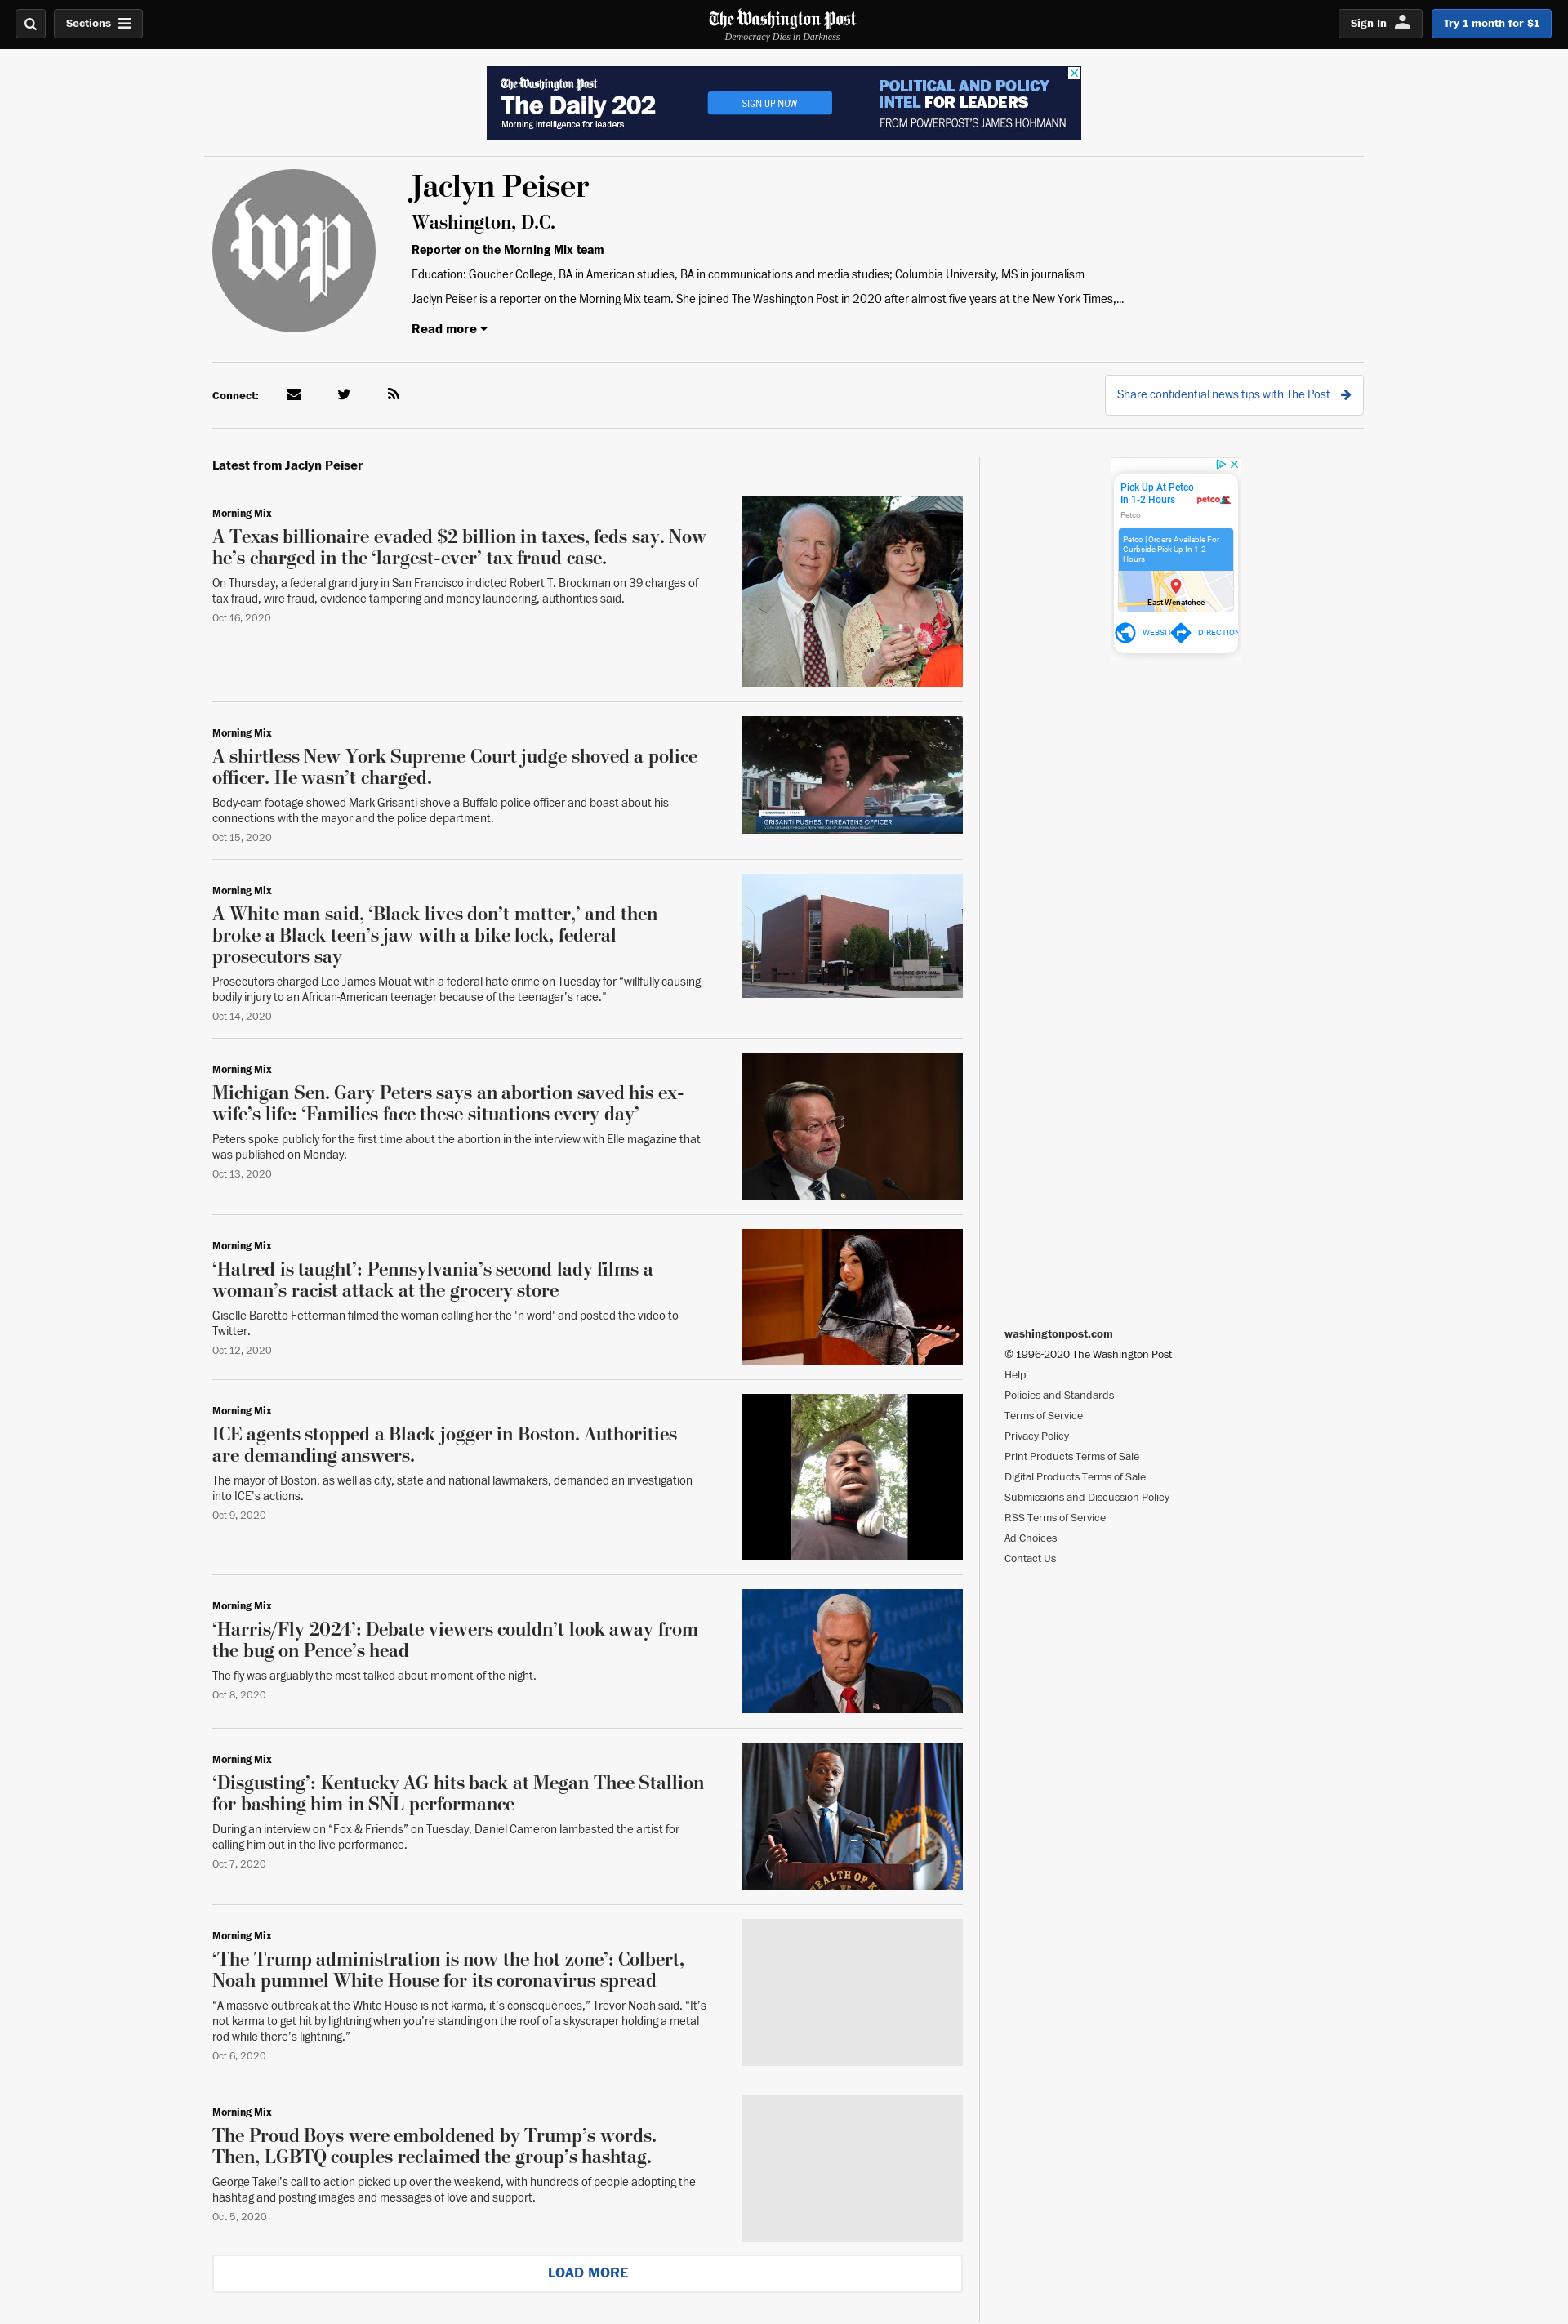 Sections
The Washington Post
Democracy Dies in Darkness
Sign In
Try 1 month for $1
The Washington Post
The Daily 202
Morning intelligence for leaders
SIGN UP NOW
POLITICAL AND POLICY
INTEL FOR LEADERS
FROM POWERPOST'S JAMES HOHMANN
wp
Jaclyn Peiser
Washington, D.C.
Reporter on the Morning Mix team
Education: Goucher College, BA in American studies, BA in communications and media studies; Columbia University, MS in journalism
Jaclyn Peiser is a reporter on the Morning Mix team. She joined The Washington Post in 2020 after almost five years at the New York Times,...
Read more
Connect:
Share confidential news tips with The Post
Latest from Jaclyn Peiser
Morning Mix
A Texas billionaire evaded $2 billion in taxes, feds say. Now
he’s charged in the ‘largest-ever’ tax fraud case.
On Thursday, a federal grand jury in San Francisco indicted Robert T. Brockman on 39 charges of
tax fraud, wire fraud, evidence tampering and money laundering, authorities said.
Oct 16, 2020
Morning Mix
A shirtless New York Supreme Court judge shoved a police
officer. He wasn’t charged.
Body-cam footage showed Mark Grisanti shove a Buffalo police officer and boast about his
connections with the mayor and the police department.
Oct 15, 2020
GRISANTI PUSHES, THREATENS OFFICER
Morning Mix
A White man said, ‘Black lives don’t matter,’ and then
broke a Black teen’s jaw with a bike lock, federal
prosecutors say
Prosecutors charged Lee James Mouat with a federal hate crime on Tuesday for “willfully causing
bodily injury to an African-American teenager because of the teenager's race."
Oct 14, 2020
MONROE CITY HALL
Morning Mix
Michigan Sen. Gary Peters says an abortion saved his ex-
wife’s life: ‘Families face these situations every day’
Peters spoke publicly for the first time about the abortion in the interview with Elle magazine that
was published on Monday.
Oct 13, 2020
Morning Mix
‘Hatred is taught’: Pennsylvania’s second lady films a
woman’s racist attack at the grocery store
Giselle Baretto Fetterman filmed the woman calling her the 'n-word' and posted the video to
Twitter.
Oct 12, 2020
Morning Mix
ICE agents stopped a Black jogger in Boston. Authorities
are demanding answers.
The mayor of Boston, as well as city, state and national lawmakers, demanded an investigation
into ICE's actions.
Oct 9, 2020
Morning Mix
‘Harris/Fly 2024’: Debate viewers couldn’t look away from
the bug on Pence’s head
The fly was arguably the most talked about moment of the night.
Oct 8, 2020
Morning Mix
‘Disgusting’: Kentucky AG hits back at Megan Thee Stallion
for bashing him in SNL performance
During an interview on “Fox & Friends” on Tuesday, Daniel Cameron lambasted the artist for
calling him out in the live performance.
Oct 7, 2020
Morning Mix
‘The Trump administration is now the hot zone’: Colbert,
Noah pummel White House for its coronavirus spread
“A massive outbreak at the White House is not karma, it’s consequences,” Trevor Noah said. “It’s
not karma to get hit by lightning when you’re standing on the roof of a skyscraper holding a metal
rod while there’s lightning.”
Oct 6, 2020
Morning Mix
The Proud Boys were emboldened by Trump’s words.
Then, LGBTQ couples reclaimed the group’s hashtag.
George Takei's call to action picked up over the weekend, with hundreds of people adopting the
hashtag and posting images and messages of love and support.
Oct 5, 2020
LOAD MORE
Pick Up At Petco
In 1-2 Hours
petco
Petco
Petco | Orders Available For
Curbside Pick Up In 1-2
Hours
East Wenatchee
WEBSIT
DIRECTION
washingtonpost.com
© 1996-2020 The Washington Post
Help
Policies and Standards
Terms of Service
Privacy Policy
Print Products Terms of Sale
Digital Products Terms of Sale
Submissions and Discussion Policy
RSS Terms of Service
Ad Choices
Contact Us